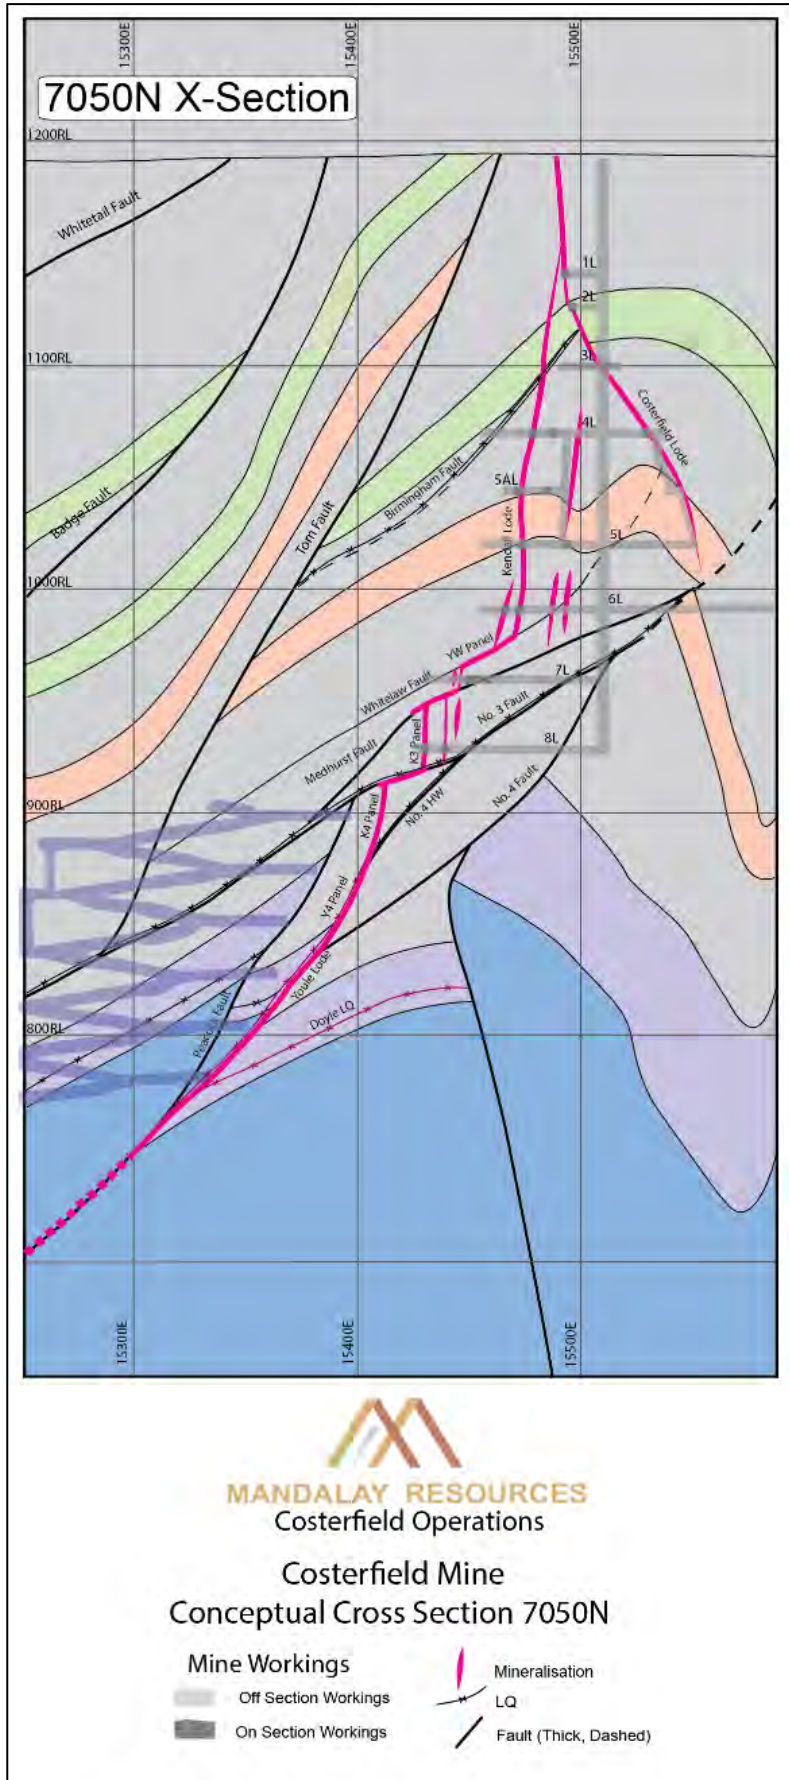 15300E
15400E
15500E
7050N X-Section
1200RL
Whitetail Fault
1L
2L
1100RL
3L
Costerfield Lode
4L
Birmingham Fault
5AL
Badge Fault
Tom Fault
Kendall Lode
5L
1000RL
6L
YW Panel
Whitelaw Fault
7L
No. 3 Fault
K3 Panel
8L
Medhurst Fault
No. 4 Fault
900RL
K4 Panel
No. 4 HW
Y4 Panel
Youle Lode
Peacock Fault
Doyle LQ
800RL
15300E
15400E
15500E
MANDALAY RESOURCES
Costerfield Operations
Costerfield Mine
Conceptual Cross Section 7050N
Mine Workings
Off Section Workings
On Section Workings
Mineralisation
LQ
Fault (Thick, Dashed)